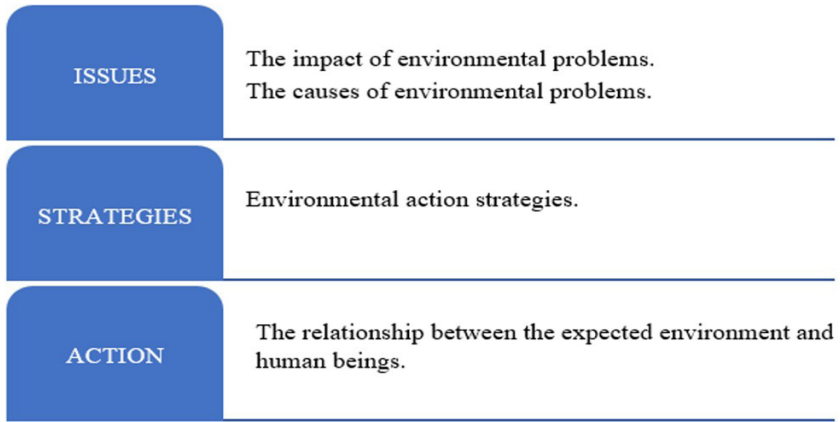 ISSUES
The impact of environmental problems.
The causes of environmental problems.
STRATEGIES
Environmental action strategies.
ACTION
The relationship between the expected environment and
human beings.